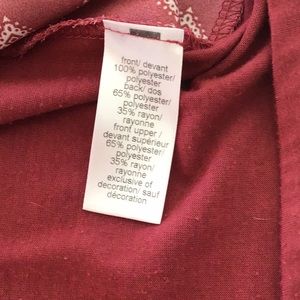 front/ devant
100% polyester/
polyester
back/ dos
65% polyester/
polyester
35% rayon/
rayonne
front upper /
devant supérieur
65% polyester/
polyester
35% rayon/
rayonne
exclusive of
decoration/ sauf
décoration